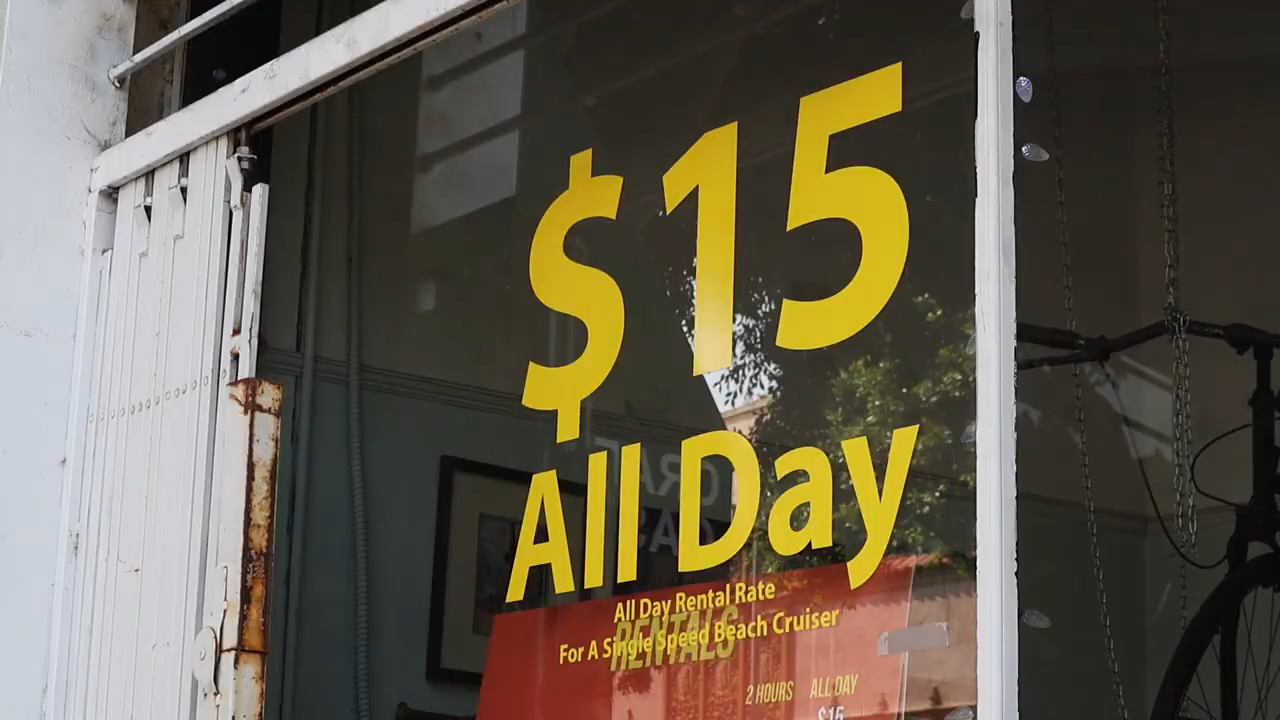 $15
All Day
All Day Rental Rate
For A Single Speed Beach Cruiser
RENTALS
2 HOURS ALL DAY
$15